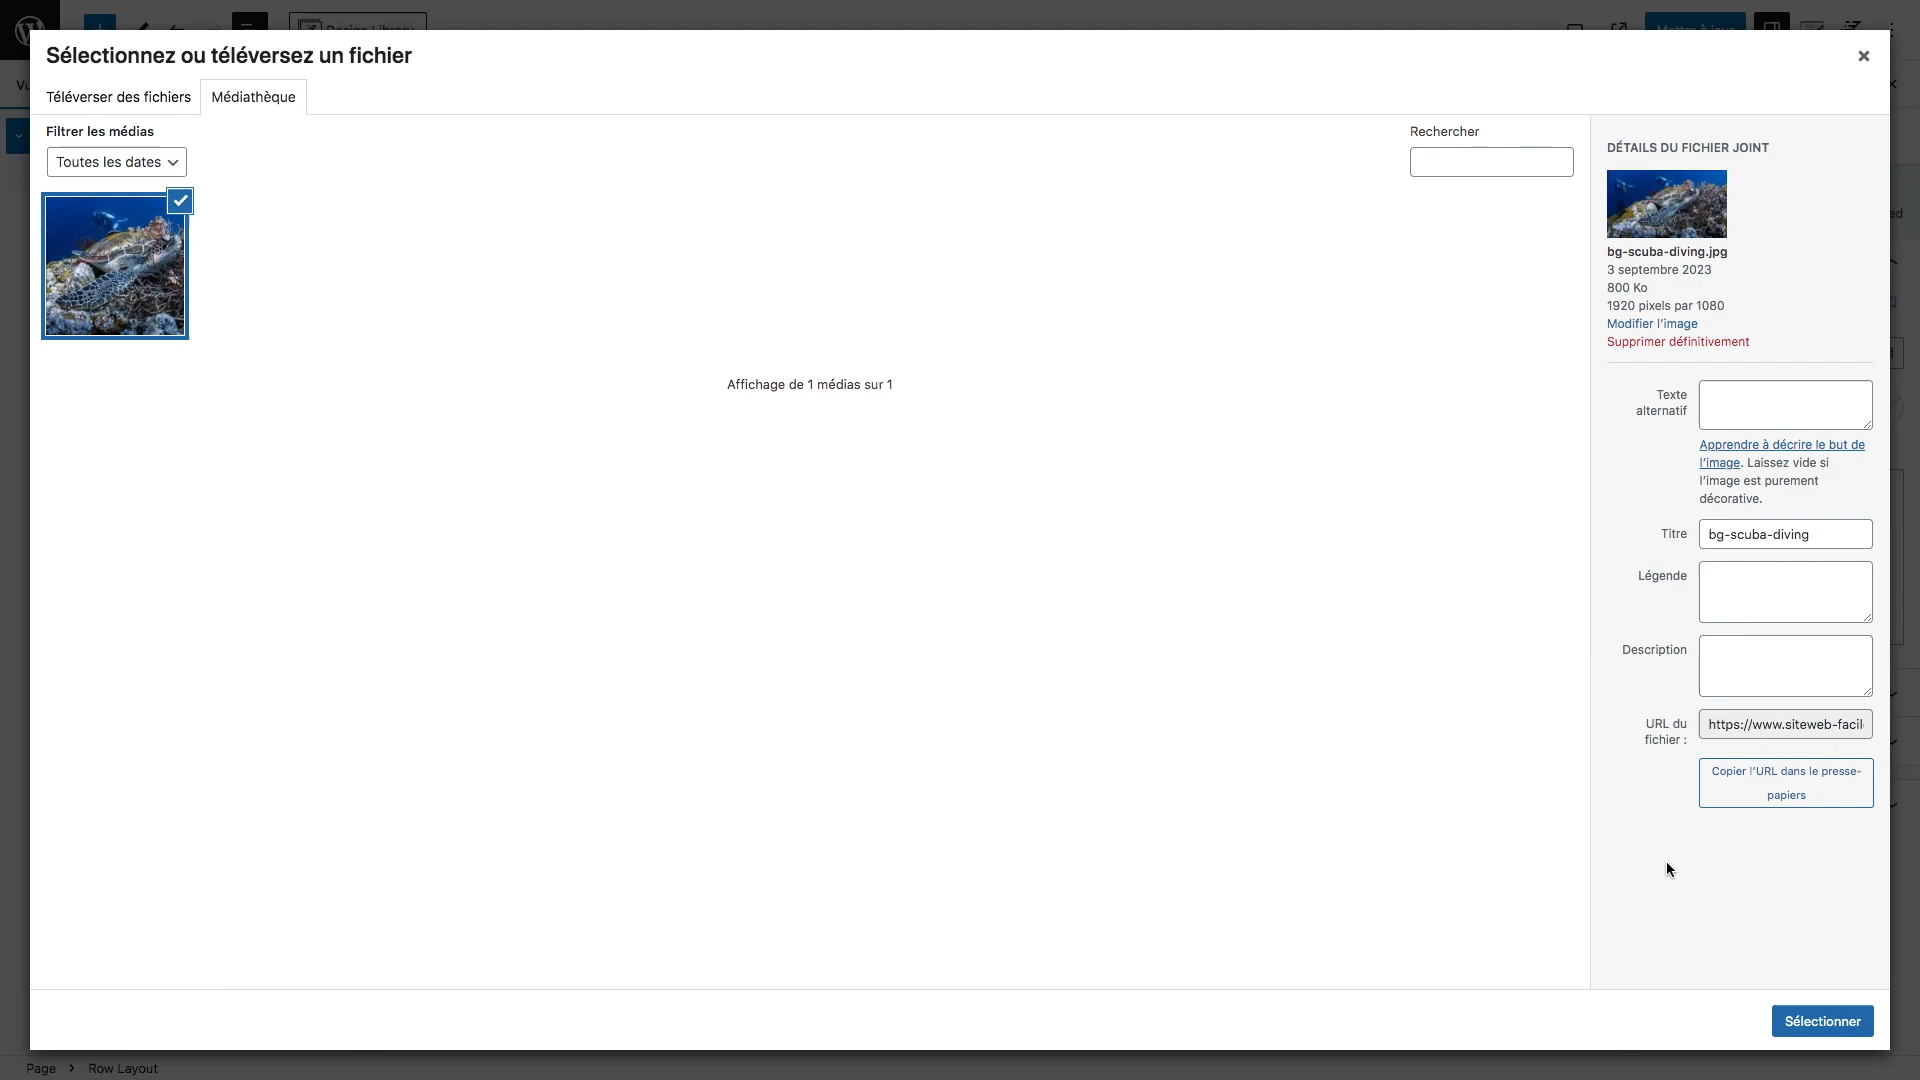 Sélectionnez ou téléversez un fichier
Téléverser des fichiers
Médiathèque
Filtrer les médias
Rechercher
Toutes les dates
DÉTAILS DU FICHIER JOINT
bg-scuba-diving.jpg
3 septembre 2023
800 Ko
1920 pixels par 1080
Modifier l’image
Supprimer définitivement
Affichage de 1 médias sur 1
Texte
alternatif
Apprendre à décrire le but de
l’image. Laissez vide si
l’image est purement
décorative.
Titre
bg-scuba-diving
Légende
Description
URL du
fichier :
https://www.siteweb-facil
Copier l’URL dans le presse-
papiers
Sélectionner
Page
Row Layout